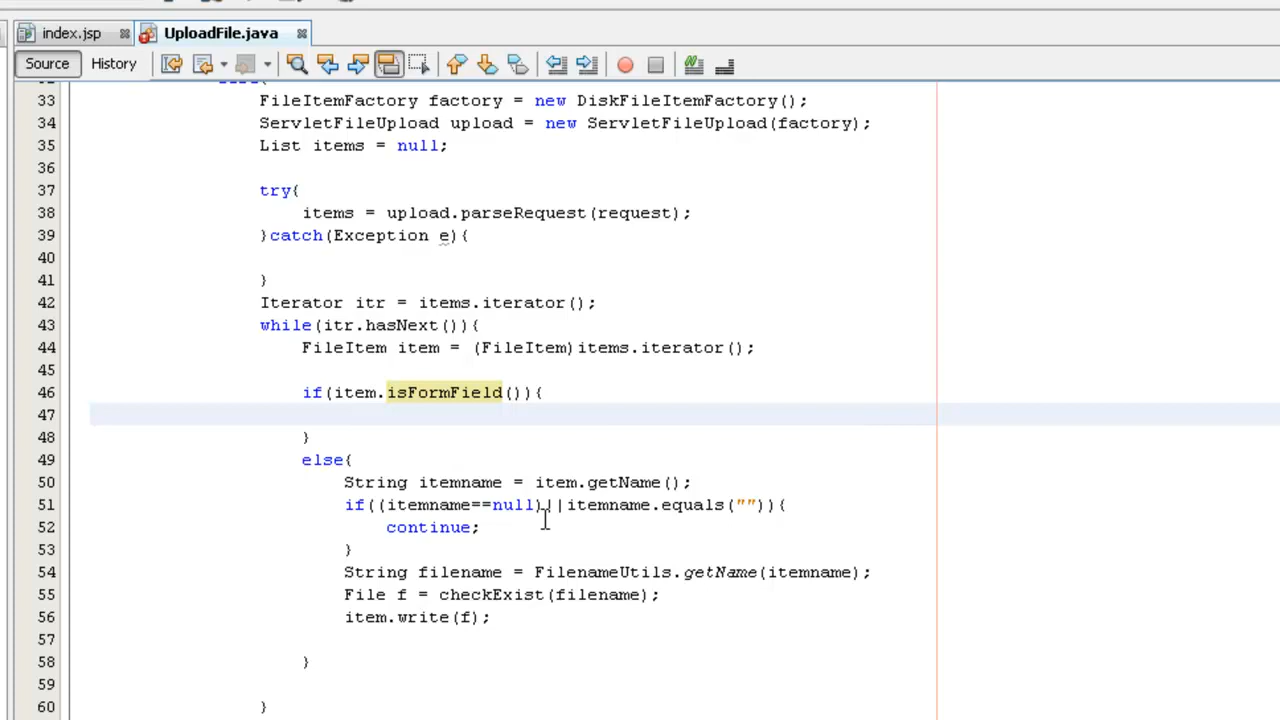 index.jsp UploadFile.java
Source History
33 FileItemFactory factory = new DiskFileItemFactory();
34 ServletFileUpload upload = new ServletFileUpload(factory);
35 List items = null;
36
37 try{
38 items = upload.parseRequest(request);
39 }catch(Exception e){
40
41 }
42 Iterator itr = items.iterator();
43 while(itr.hasNext()){
44 FileItem item = (FileItem)items.iterator();
45
46 if(item.isFormField()){
47
48 }
49 else{
50 String itemname = item.getName();
51 if((itemname==null)||itemname.equals("")){
52 continue;
53 }
54 String filename = FilenameUtils.getName(itemname);
55 File f = checkExist(filename);
56 item.write(f);
57
58 }
59
60 }